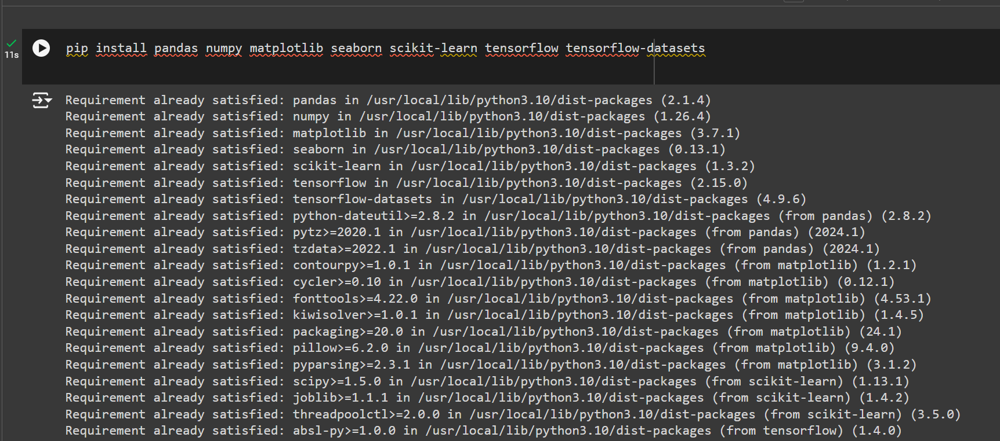 pip install pandas numpy matplotlib seaborn scikit-learn tensorflow tensorflow-datasets
11s
Requirement already satisfied: pandas in /usr/local/lib/python3.10/dist-packages (2.1.4)
Requirement already satisfied: numpy in /usr/local/lib/python3.10/dist-packages (1.26.4)
Requirement already satisfied: matplotlib in /usr/local/lib/python3.10/dist-packages (3.7.1)
Requirement already satisfied: seaborn in /usr/local/lib/python3.10/dist-packages (0.13.1)
Requirement already satisfied: scikit-learn in /usr/local/lib/python3.10/dist-packages (1.3.2)
Requirement already satisfied: tensorflow in /usr/local/lib/python3.10/dist-packages (2.15.0)
Requirement already satisfied: tensorflow-datasets in /usr/local/lib/python3.10/dist-packages (4.9.6)
Requirement already satisfied: python-dateutil>=2.8.2 in /usr/local/lib/python3.10/dist-packages (from pandas) (2.8.2)
Requirement already satisfied: pytz>=2020.1 in /usr/local/lib/python3.10/dist-packages (from pandas) (2024.1)
Requirement already satisfied: tzdata>=2022.1 in /usr/local/lib/python3.10/dist-packages (from pandas) (2024.1)
Requirement already satisfied: contourpy>=1.0.1 in /usr/local/lib/python3.10/dist-packages (from matplotlib) (1.2.1)
Requirement already satisfied: cycler>=0.10 in /usr/local/lib/python3.10/dist-packages (from matplotlib) (0.12.1)
Requirement already satisfied: fonttools>=4.22.0 in /usr/local/lib/python3.10/dist-packages (from matplotlib) (4.53.1)
Requirement already satisfied: kiwisolver>=1.0.1 in /usr/local/lib/python3.10/dist-packages (from matplotlib) (1.4.5)
Requirement already satisfied: packaging>=20.0 in /usr/local/lib/python3.10/dist-packages (from matplotlib) (24.1)
Requirement already satisfied: pillow>=6.2.0 in /usr/local/lib/python3.10/dist-packages (from matplotlib) (9.4.0)
Requirement already satisfied: pyparsing>=2.3.1 in /usr/local/lib/python3.10/dist-packages (from matplotlib) (3.1.2)
Requirement already satisfied: scipy>=1.5.0 in /usr/local/lib/python3.10/dist-packages (from scikit-learn) (1.13.1)
Requirement already satisfied: joblib>=1.1.1 in /usr/local/lib/python3.10/dist-packages (from scikit-learn) (1.4.2)
Requirement already satisfied: threadpoolctl>=2.0.0 in /usr/local/lib/python3.10/dist-packages (from scikit-learn) (3.5.0)
Requirement already satisfied: absl-py>=1.0.0 in /usr/local/lib/python3.10/dist-packages (from tensorflow) (1.4.0)